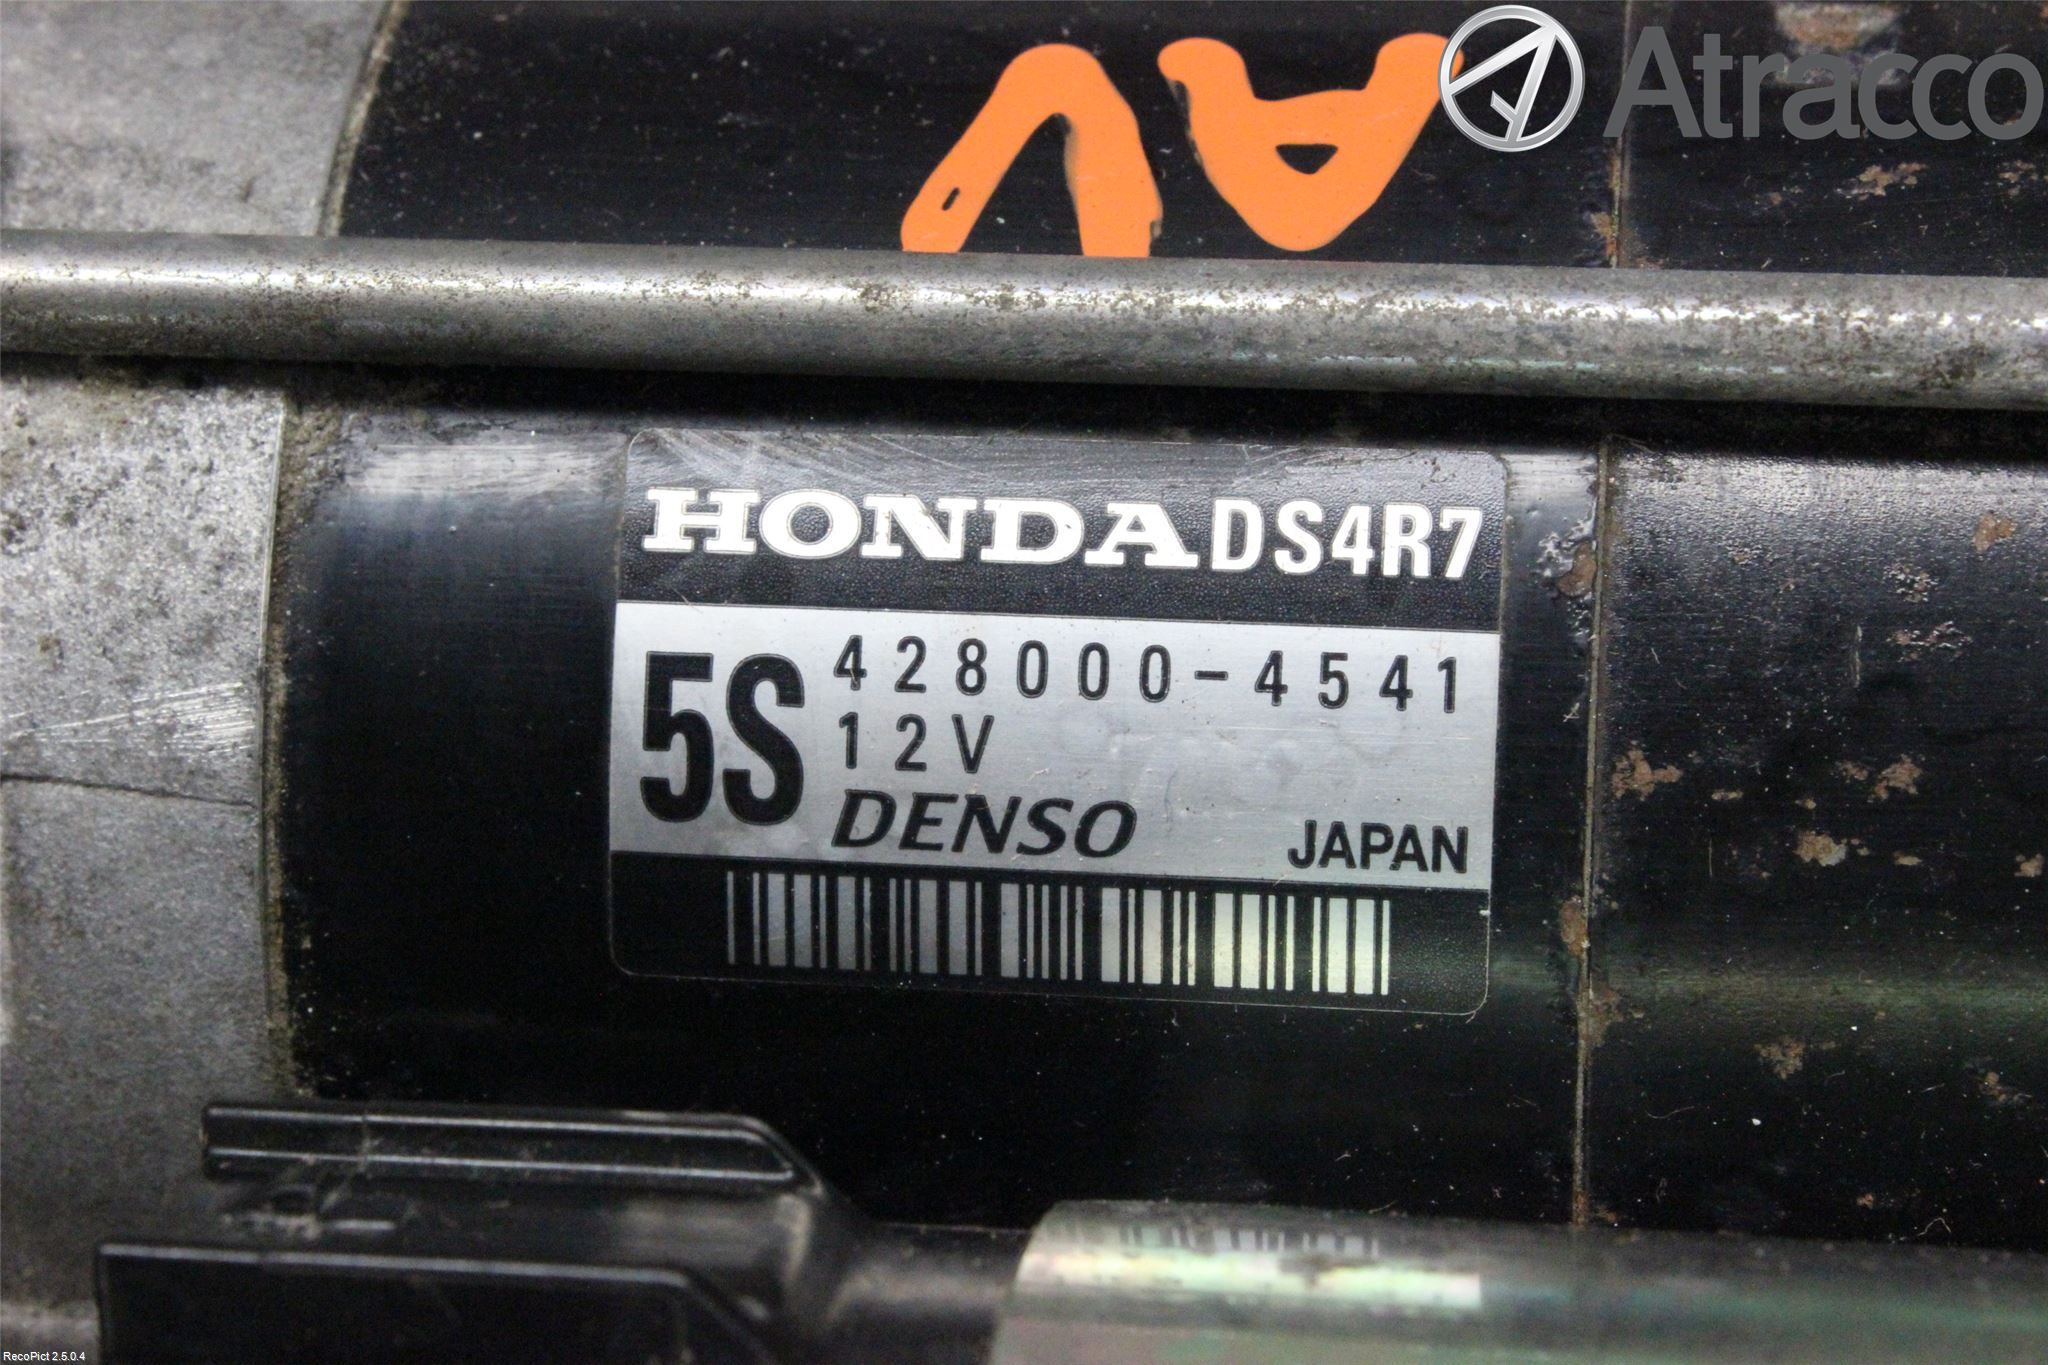 Atracco
AV
HONDA DS4R7
5S 428000-4541
12V
DENSO JAPAN
RecoPict 2.5.0.4